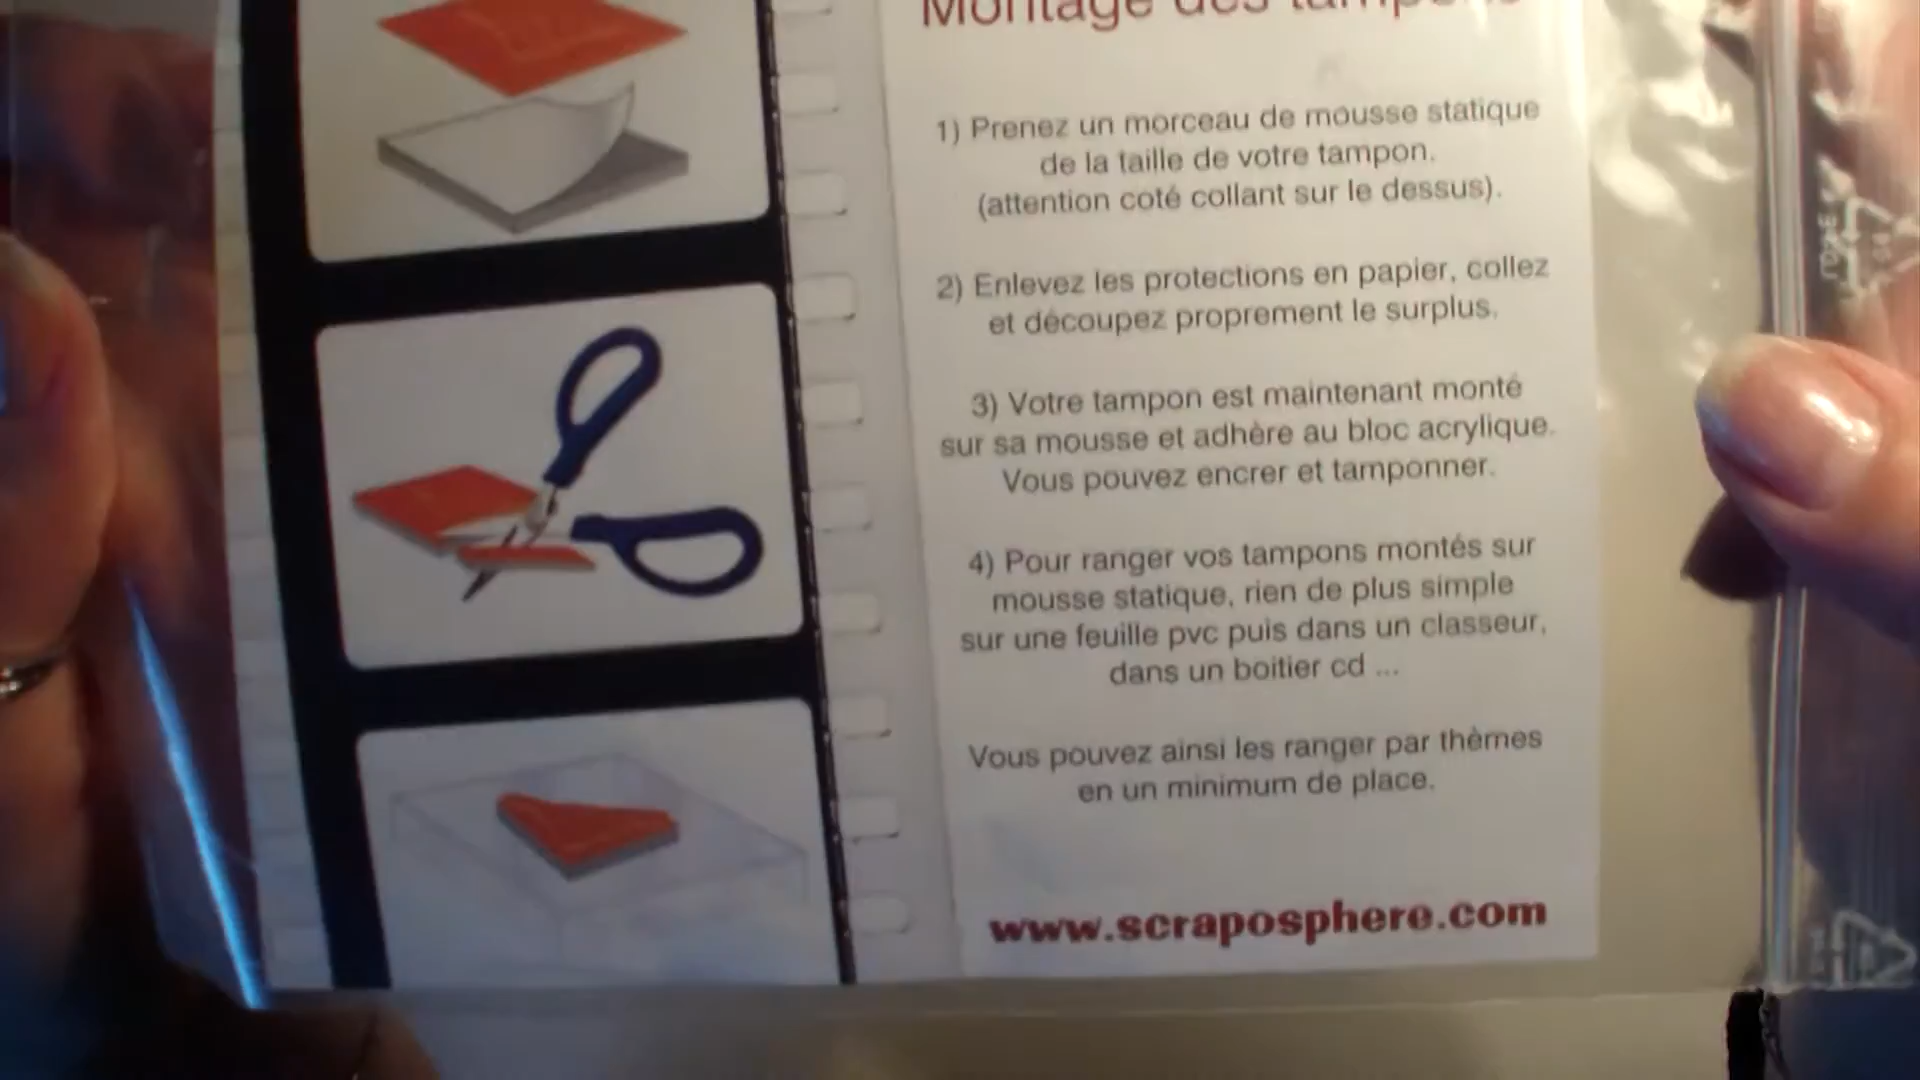 Montage des tampons
1) Prenez un morceau de mousse statique
de la taille de votre tampon.
(attention coté collant sur le dessus).
2) Enlevez les protections en papier, collez
et découpez proprement le surplus.
3) Votre tampon est maintenant monté
sur sa mousse et adhère au bloc acrylique.
Vous pouvez encrer et tamponner.
4) Pour ranger vos tampons montés sur
mousse statique, rien de plus simple
sur une feuille pvc puis dans un classeur,
dans un boitier cd ...
Vous pouvez ainsi les ranger par thèmes
en un minimum de place.
www.scraposphere.com